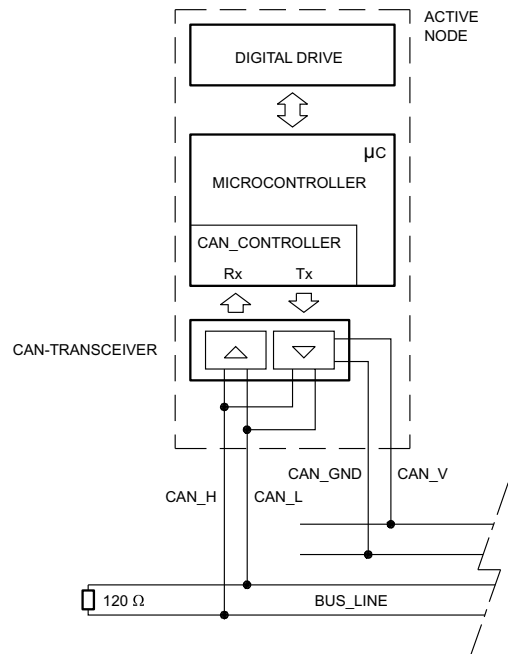 ACTIVE
NODE
DIGITAL DRIVE
µC
MICROCONTROLLER
CAN_CONTROLLER
Rx Tx
CAN-TRANSCEIVER
CAN_GND CAN_V
CAN_H CAN_L
120 Ω BUS_LINE